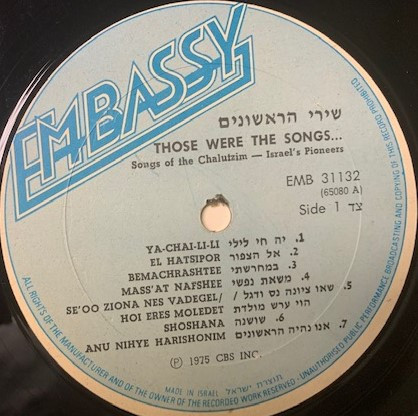 EMBASSY
שירי הראשונים
THOSE WERE THE SONGS...
Songs of the Chalutzim — Israel's Pioneers
EMB 31132
(65080 A)
Side 1 צד
YA-CHAI-LI-LI יה חי לילי .1
EL HATSIPOR אל הצפור .2
BEMACHRASHTEE במחרשתי .3
MASS'AT NAFSHEE משאת נפשי .4
SE'OO ZIONA NES VADEGEL/ שאו ציונה נס ודגל / .5
HOI ERES MOLEDET הוי ערש מולדת
SHOSHANA שושנה .6
ANU NIHYE HARISHONIM אנו נהיה הראשונים .7
℗ 1975 CBS INC.
MADE IN ISRAEL תוצרת ישראל
ALL RIGHTS OF THE MANUFACTURER AND OF THE OWNER OF THE RECORDED WORK RESERVED - UNAUTHORISED PUBLIC PERFORMANCE BROADCASTING AND COPYING OF THIS RECORD PROHIBITED